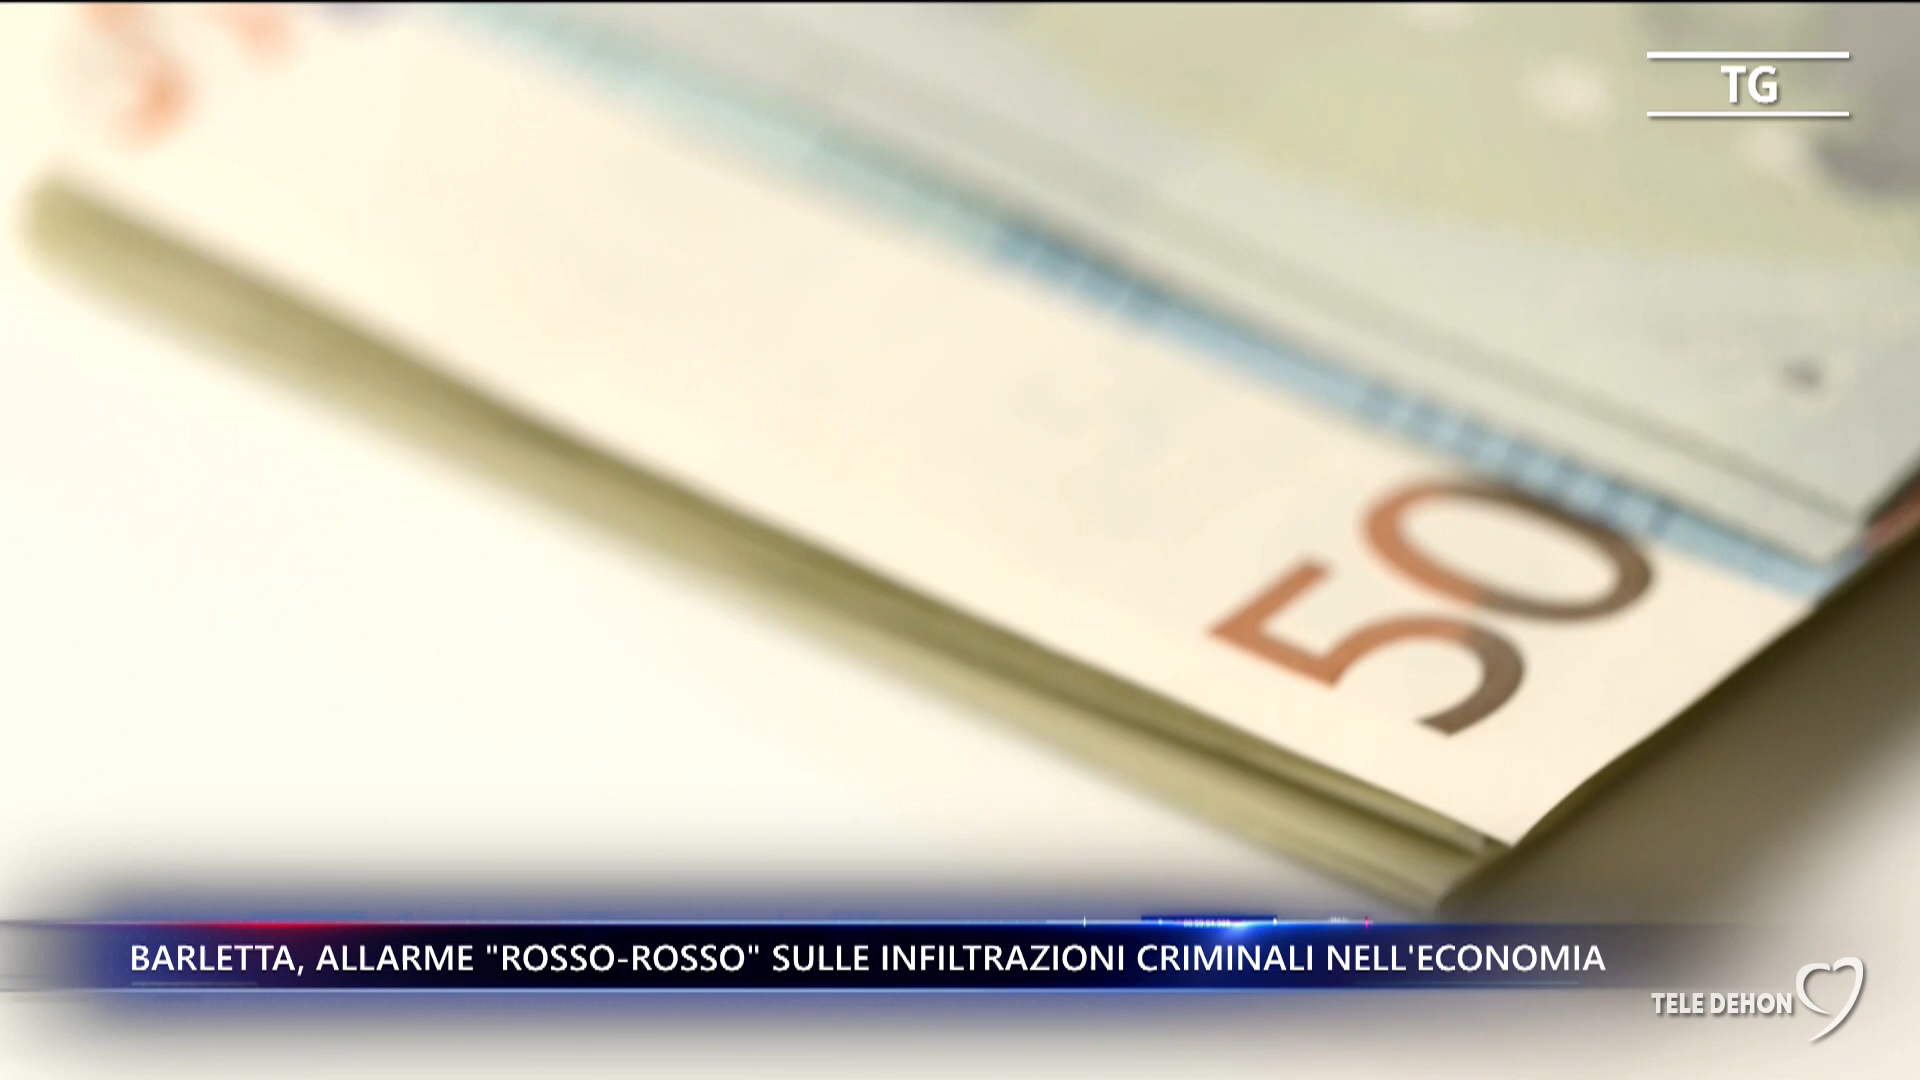 TG
50
BARLETTA, ALLARME "ROSSO-ROSSO" SULLE INFILTRAZIONI CRIMINALI NELL'ECONOMIA
TELE DEHON